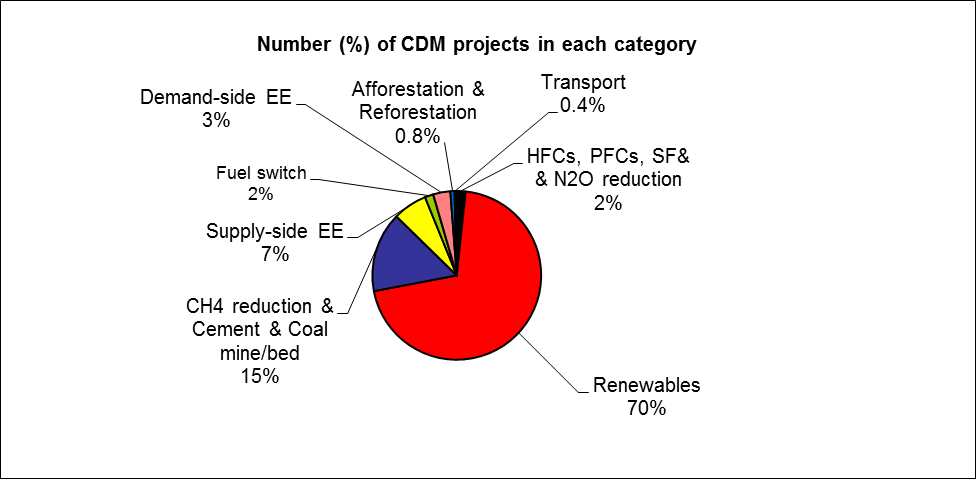 Number (%) of CDM projects in each category
Demand-side EE
3%
Afforestation &
Reforestation
0.8%
Transport
0.4%
HFCs, PFCs, SF&
& N2O reduction
2%
Fuel switch
2%
Supply-side EE
7%
CH4 reduction &
Cement & Coal
mine/bed
15%
Renewables
70%